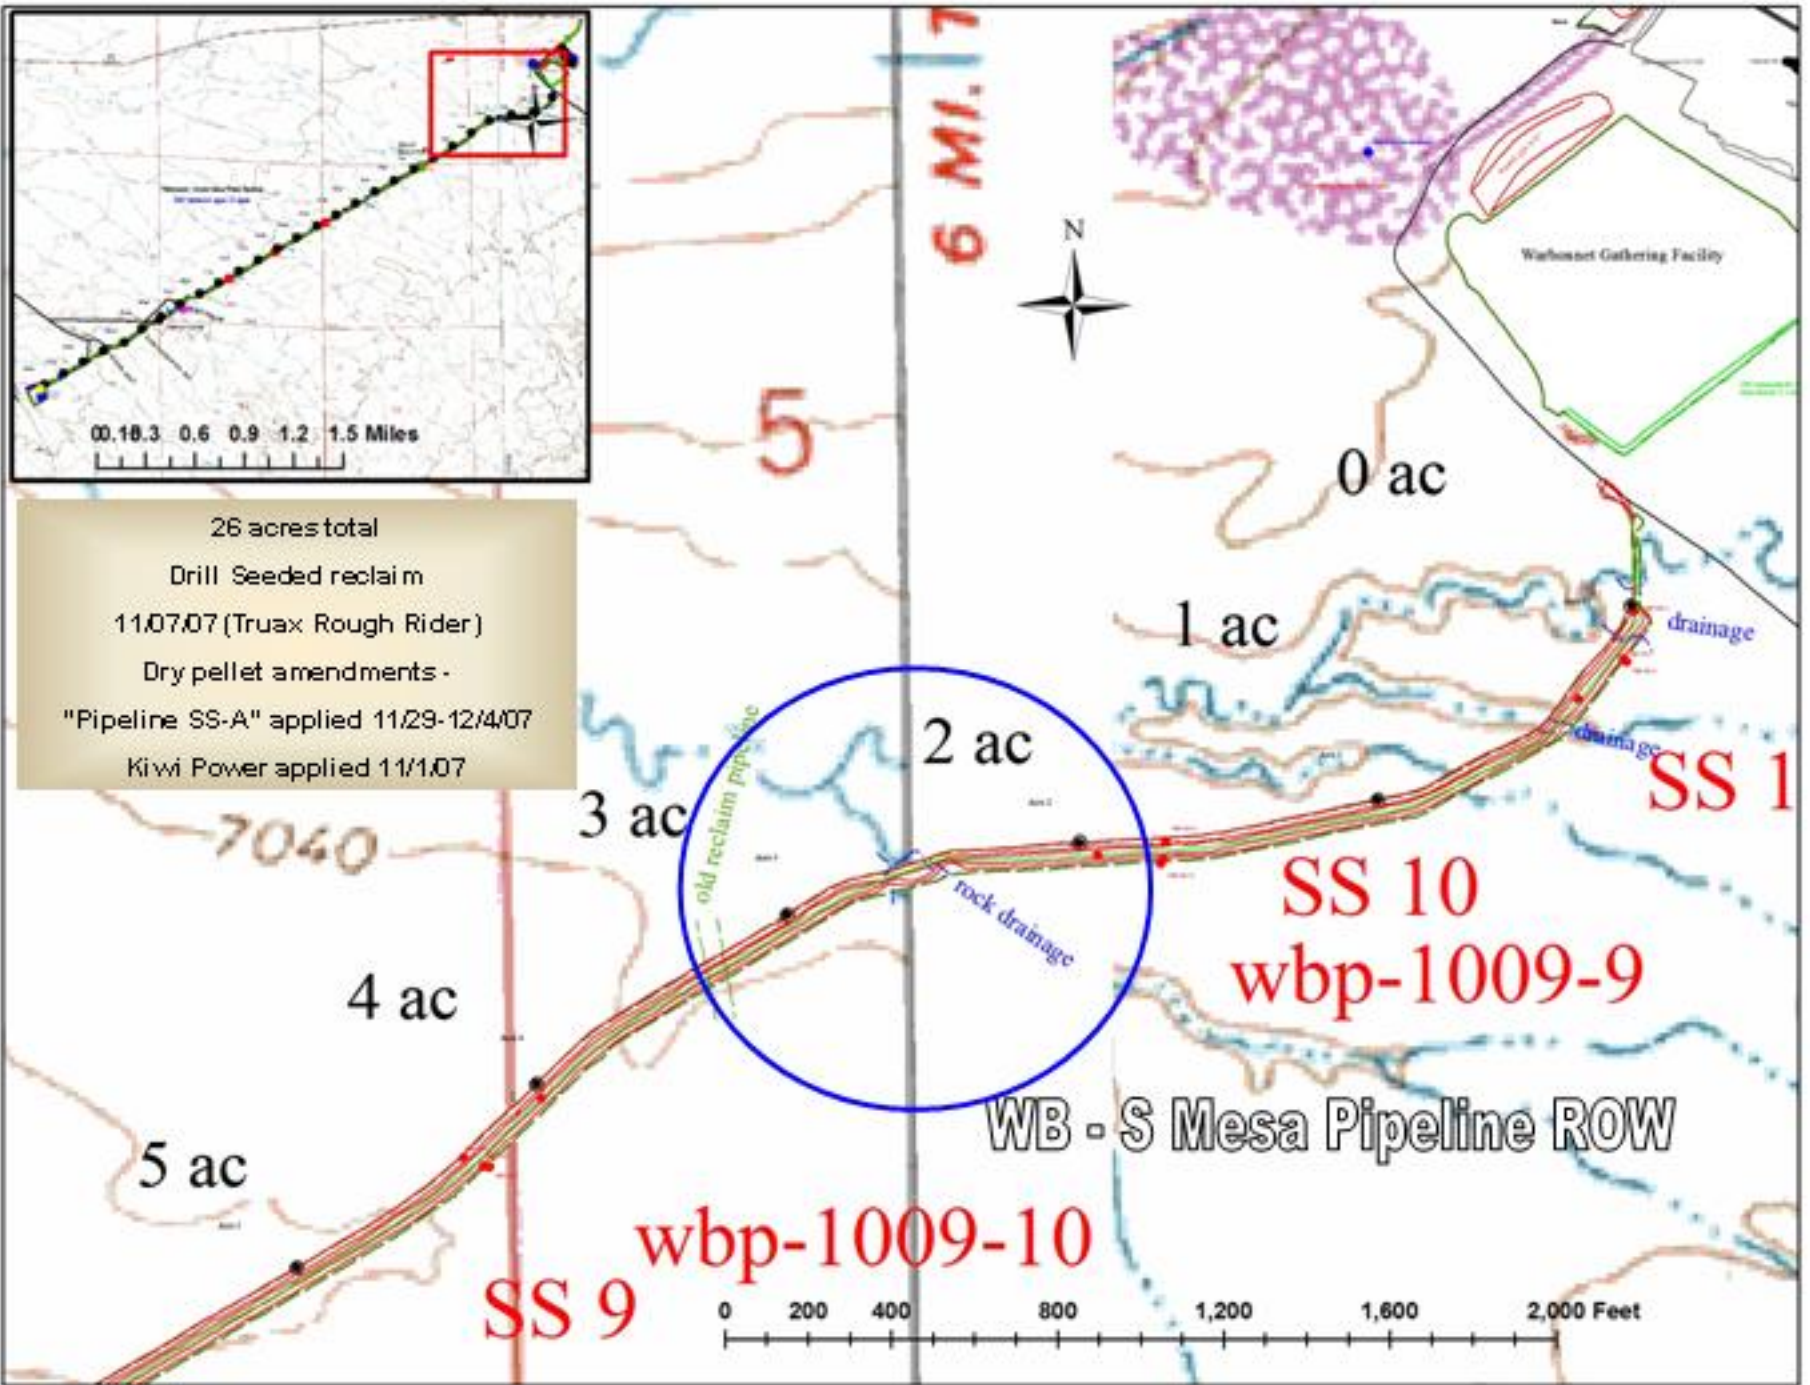 00.160.3 0.6 0.9 1.2 1.5 Miles
26 acres total
Drill Seeded reclaim
11/07/07 (Truax Rough Rider)
Dry pellet amendments -
"Pipeline SS-A" applied 11/29-12/4/07
Kiwi Power applied 11/1/07
6 MI.
N
5
Warbonnet Gathering Facility
0 ac
1 ac
drainage
drainage
SS 1
2 ac
3 ac
old reclaim pipeline
7040
rock drainage
SS 10
wbp-1009-9
4 ac
WB - S Mesa Pipeline ROW
5 ac
wbp-1009-10
SS 9
0 200 400 800 1,200 1,600 2,000 Feet